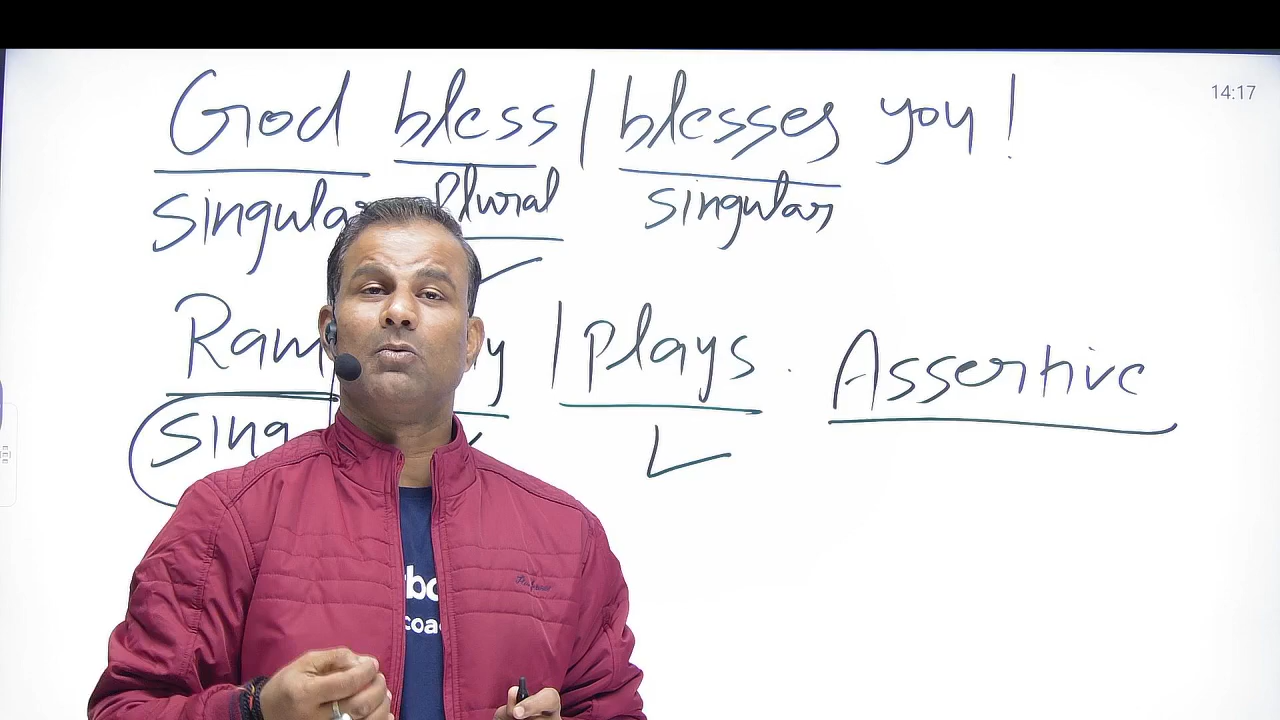 God bless / blesses you!
14:17
singular Plural singular
Ram / plays. Assertive
sing